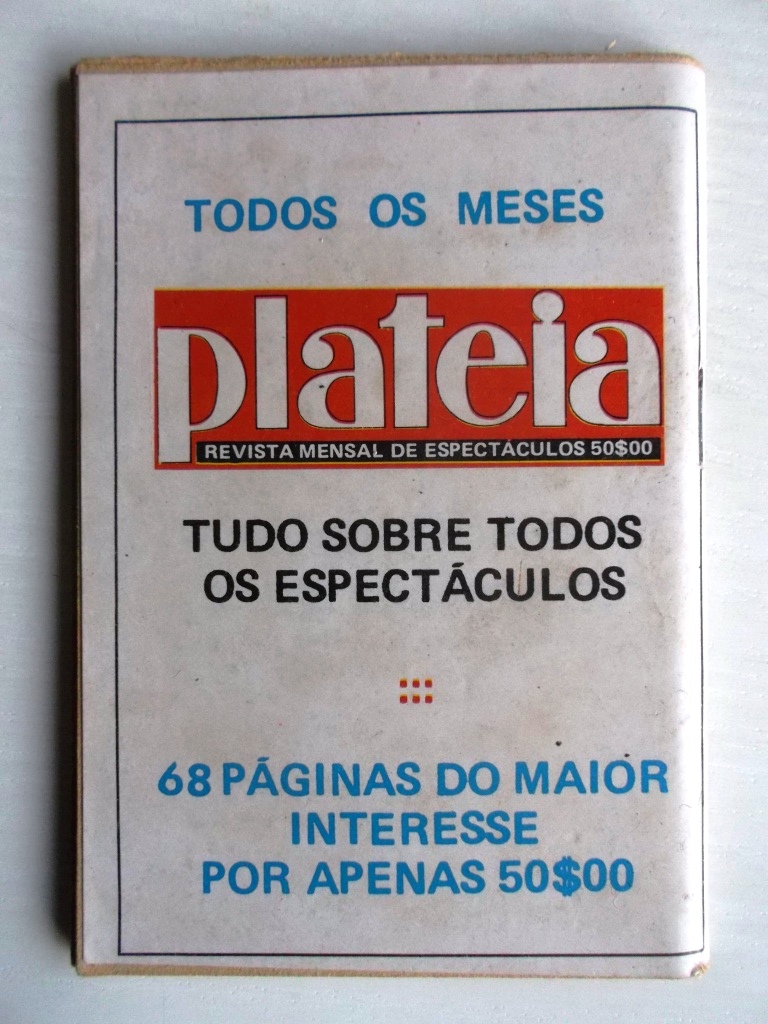 TODOS OS MESES
plateia
REVISTA MENSAL DE ESPECTÁCULOS 50$00
TUDO SOBRE TODOS
OS ESPECTÁCULOS
68 PÁGINAS DO MAIOR
INTERESSE
POR APENAS 50$00